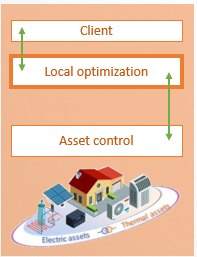 Client
Local optimization
Asset control
Electric assets
Thermal assets